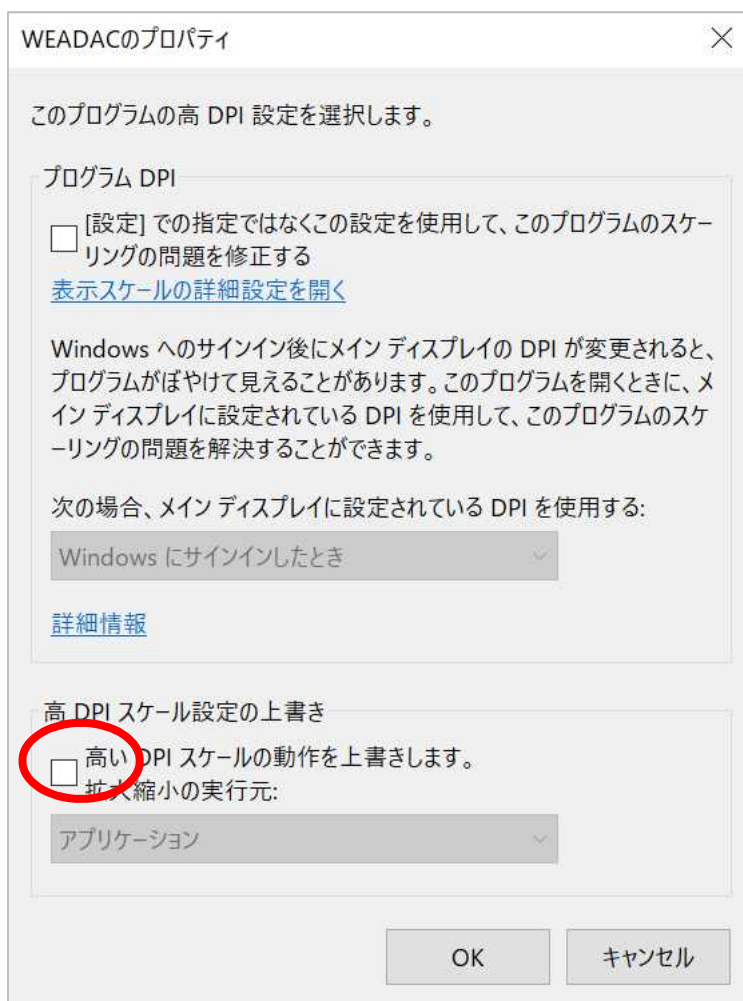 WEADACのプロパティ
このプログラムの高 DPI 設定を選択します。
プログラム DPI
[設定] での指定ではなくこの設定を使用して、このプログラムのスケー
リングの問題を修正する
表示スケールの詳細設定を開く
Windows へのサインイン後にメイン ディスプレイの DPI が変更されると、
プログラムがぼやけて見えることがあります。このプログラムを開くときに、メ
イン ディスプレイに設定されている DPI を使用して、このプログラムのスケ
ーリングの問題を解決することができます。
次の場合、メイン ディスプレイに設定されている DPI を使用する:
Windows にサインインしたとき
詳細情報
高 DPI スケール設定の上書き
高い DPI スケールの動作を上書きします。
拡大縮小の実行元:
アプリケーション
OK
キャンセル